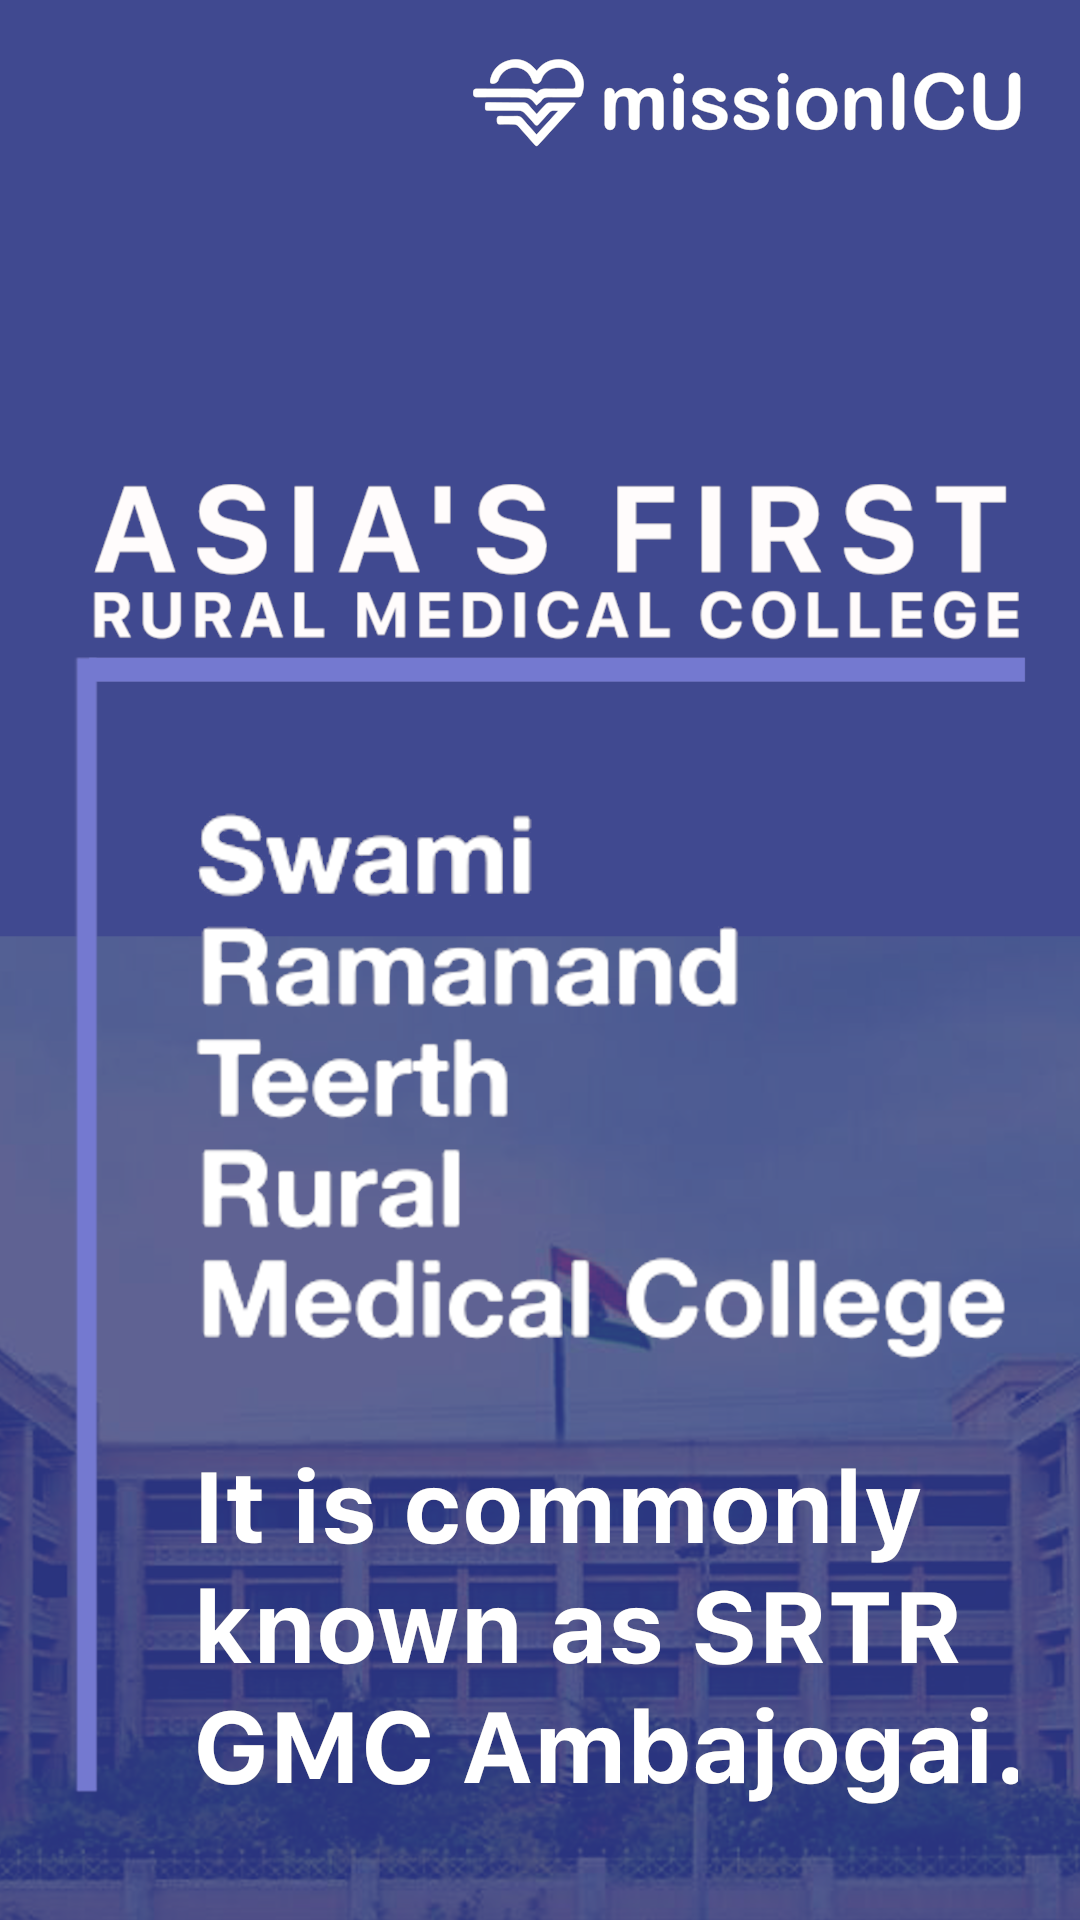 missionICU
ASIA'S FIRST
RURAL MEDICAL COLLEGE
Swami
Ramanand
Teerth
Rural
Medical College
It is commonly
known as SRTR
GMC Ambajogai.